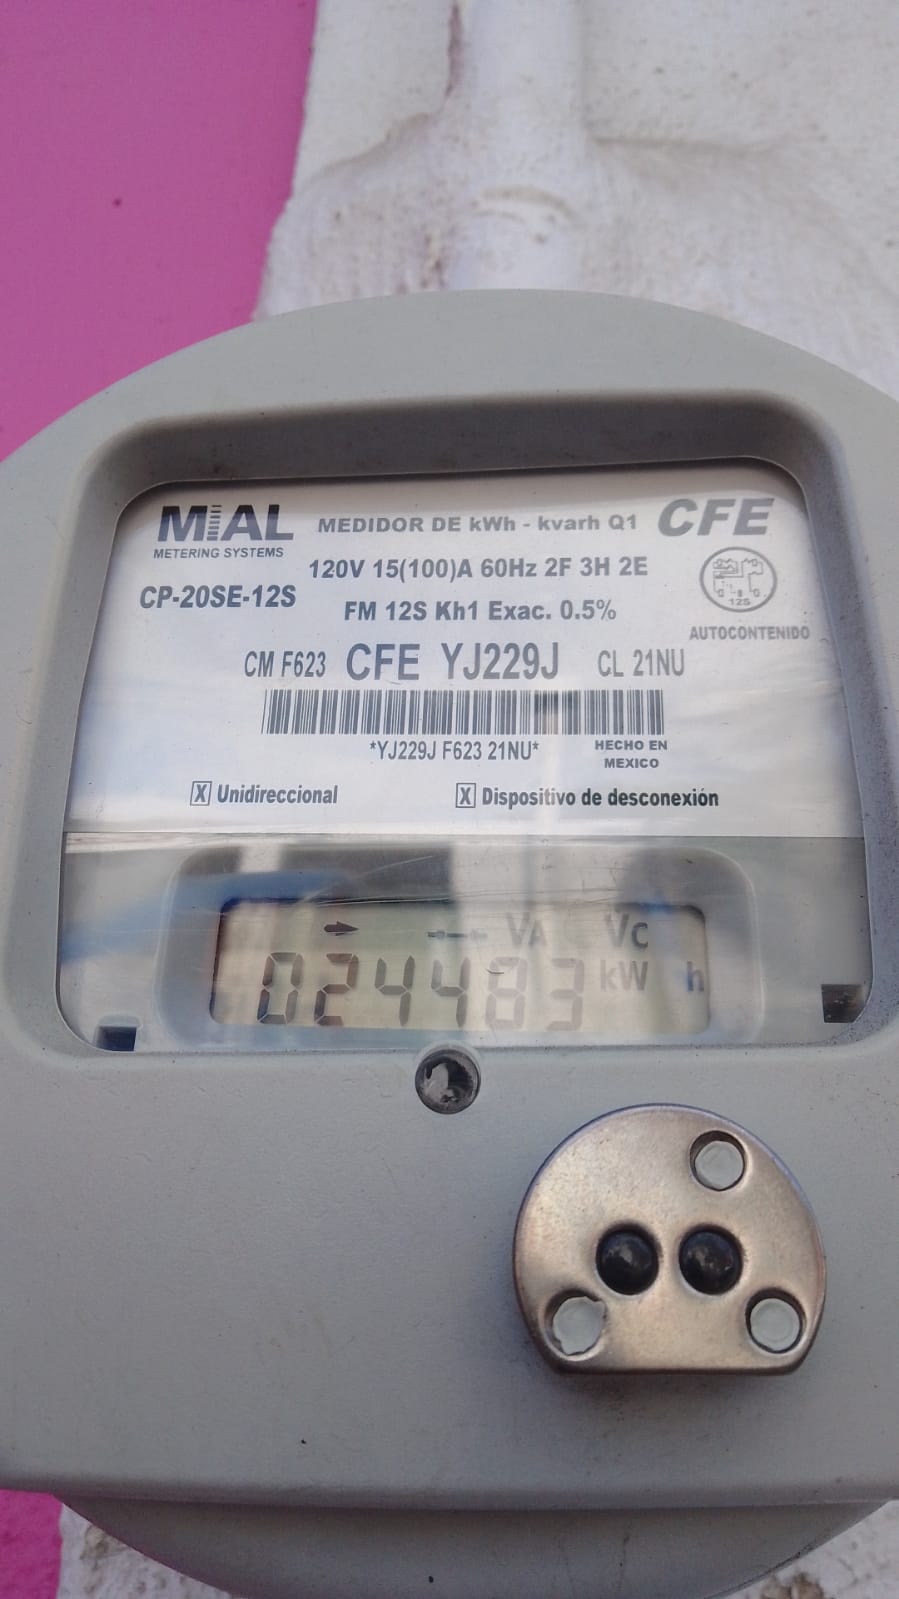 MIAL
METERING SYSTEMS
MEDIDOR DE kWh - kvarh Q1
CFE
120V 15(100)A 60Hz 2F 3H 2E
CP-20SE-12S
FM 12S Kh1 Exac. 0.5%
12S
AUTOCONTENIDO
CM F623 CFE YJ229J CL 21NU
*YJ229J F623 21NU*
HECHO EN
MEXICO
X Unidireccional
X Dispositivo de desconexión
VA VC
024483 kW h